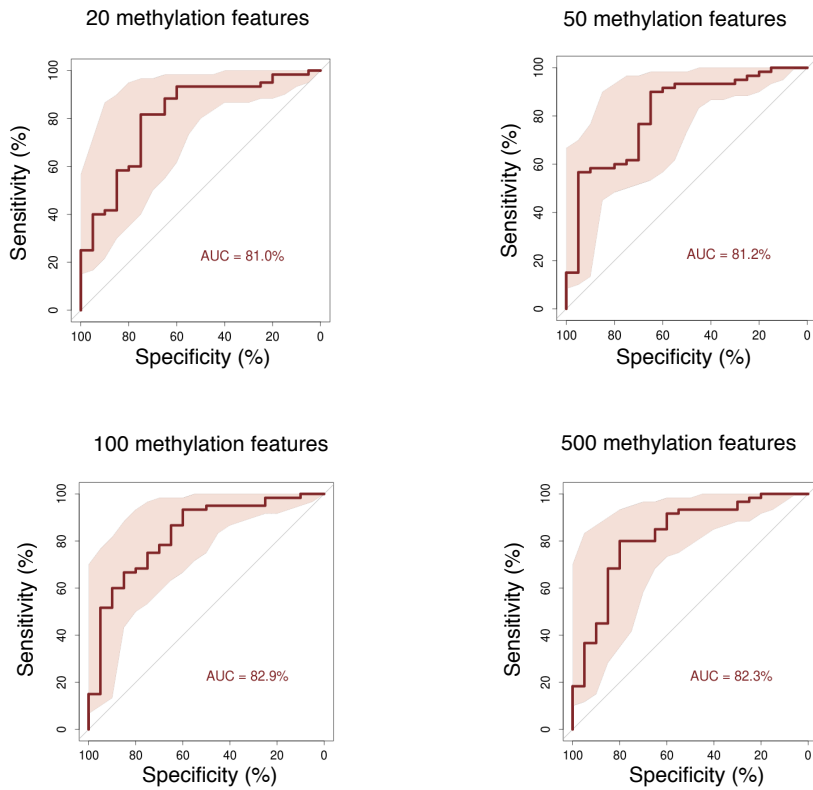 20 methylation features
100
80
60
40
20
0
Sensitivity (%)
AUC = 81.0%
100 80 60 40 20 0
Specificity (%)
50 methylation features
100
80
60
40
20
0
Sensitivity (%)
AUC = 81.2%
100 80 60 40 20 0
Specificity (%)
100 methylation features
100
80
60
40
20
0
Sensitivity (%)
AUC = 82.9%
100 80 60 40 20 0
Specificity (%)
500 methylation features
100
80
60
40
20
0
Sensitivity (%)
AUC = 82.3%
100 80 60 40 20 0
Specificity (%)